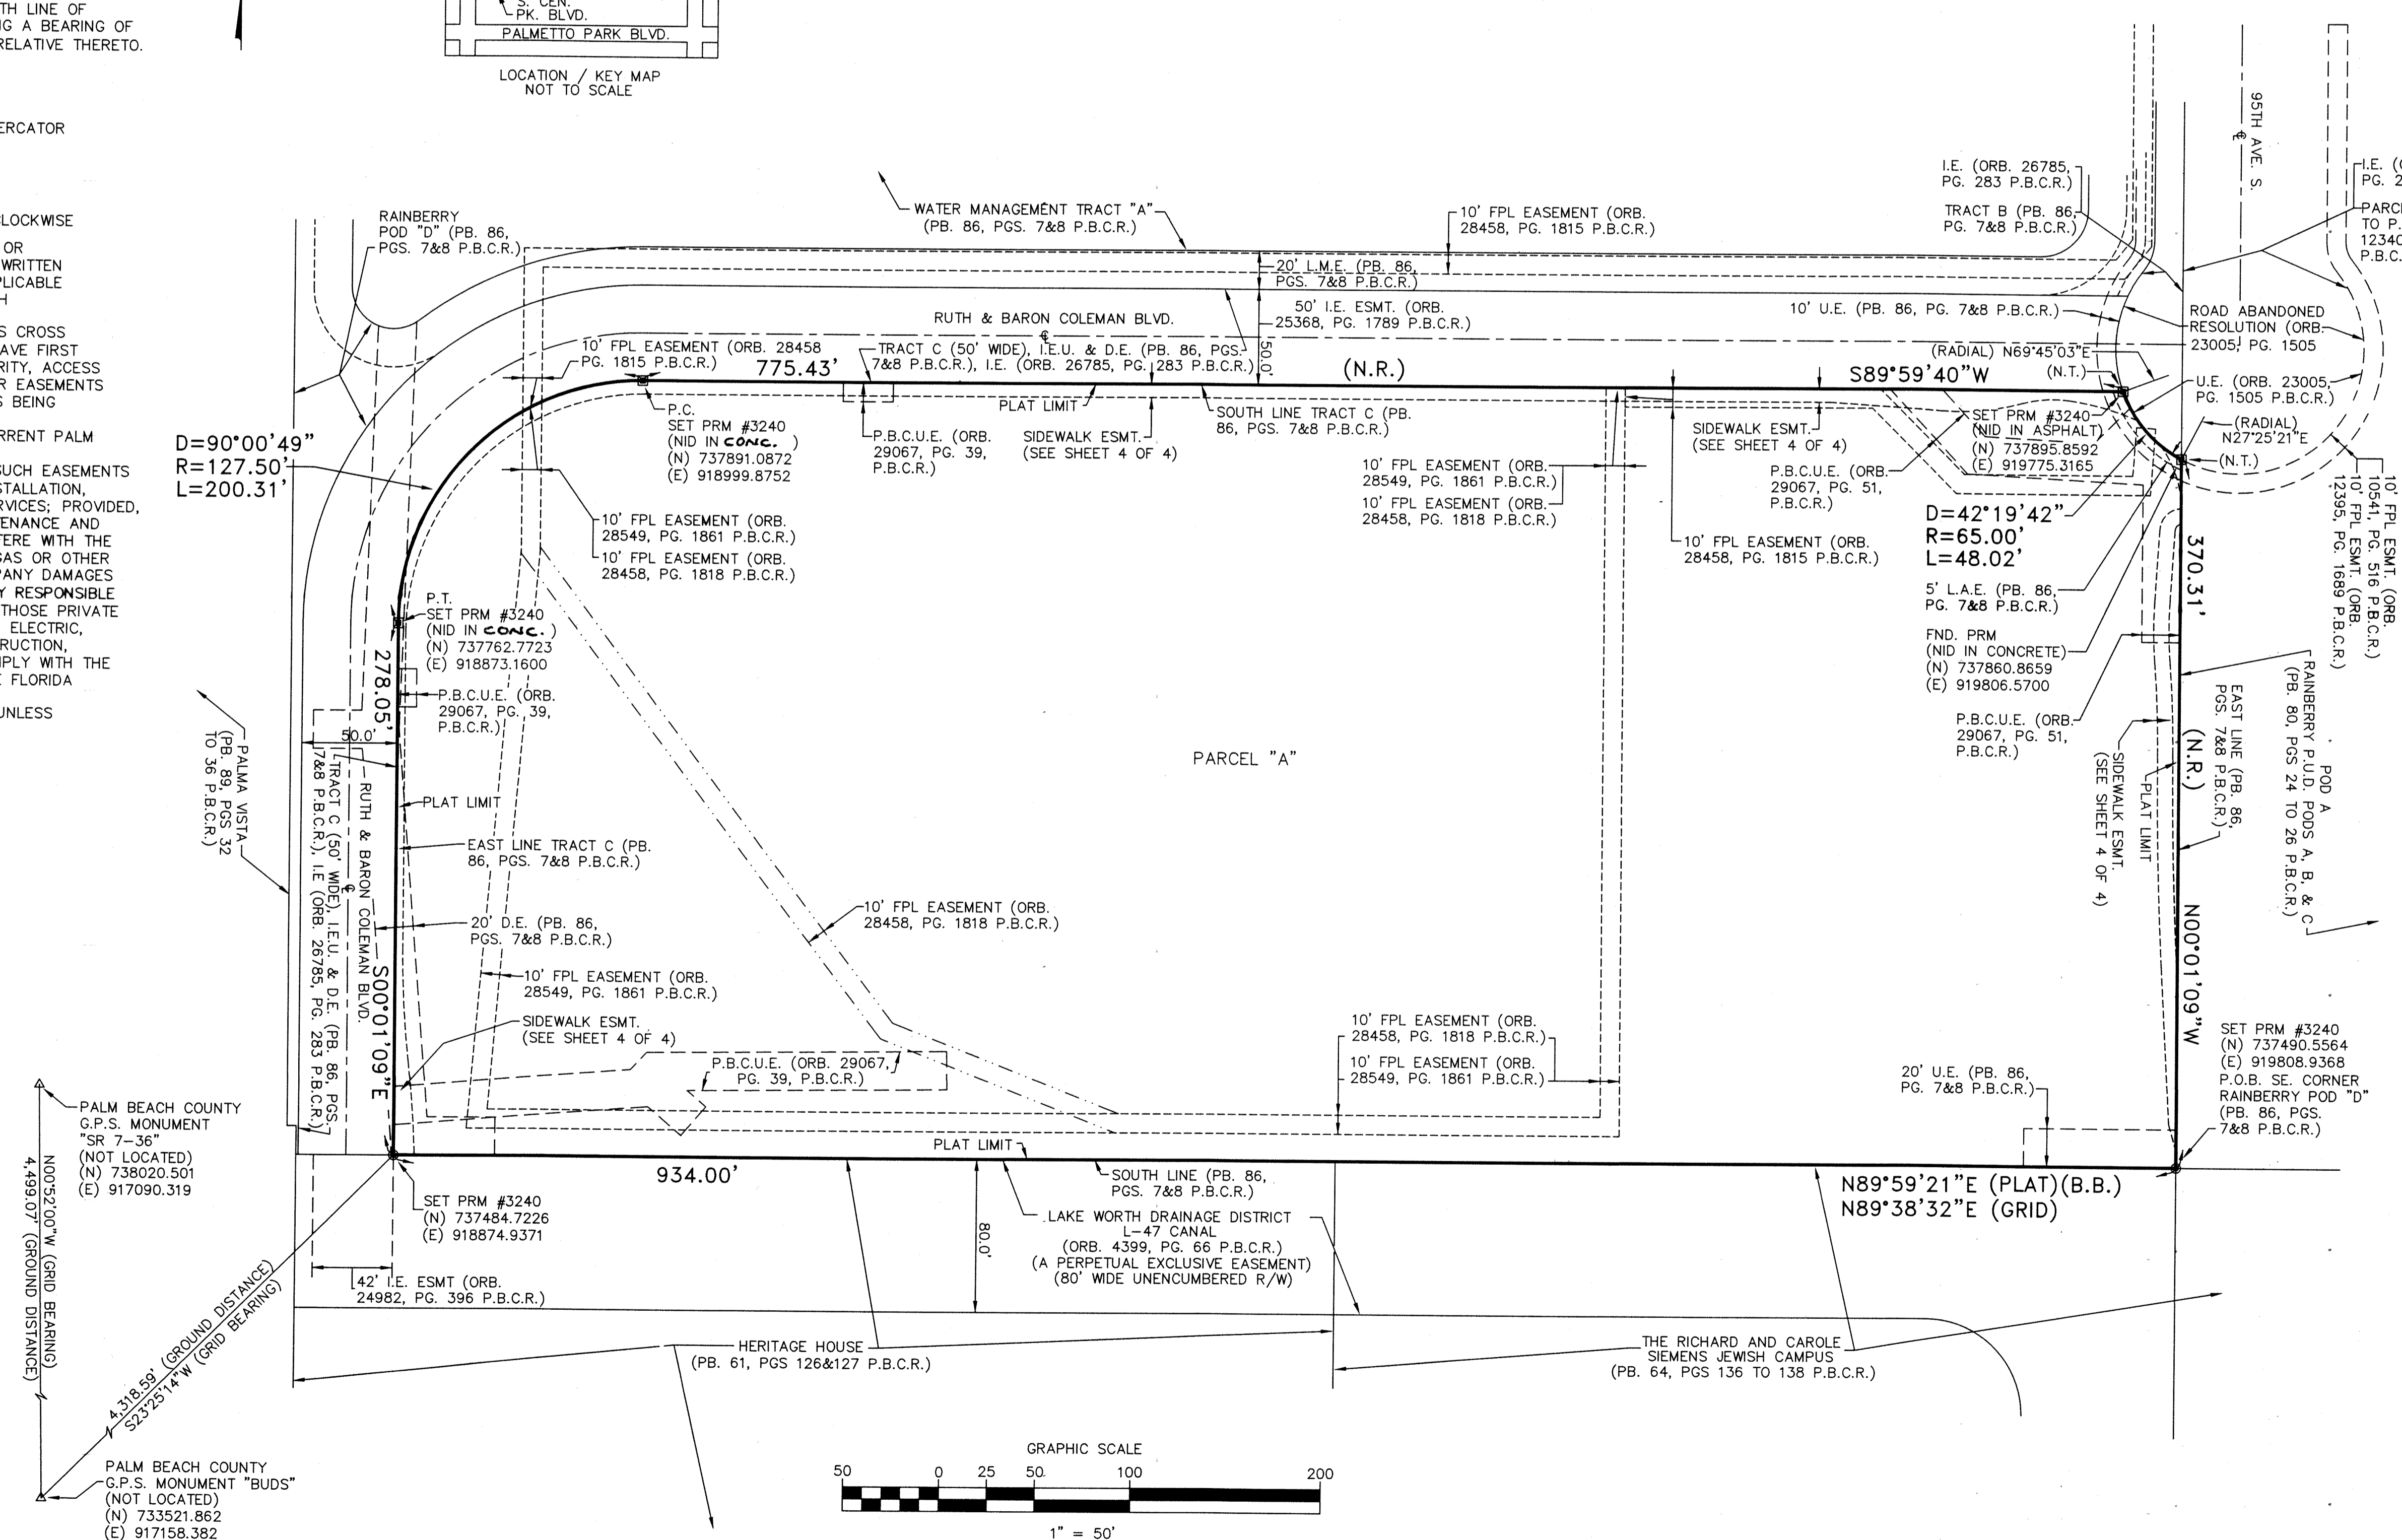 TH LINE OF
G A BEARING OF
RELATIVE THERETO.
ERCATOR
CLOCKWISE
OR
WRITTEN
PLICABLE
H
S CROSS
AVE FIRST
RITY, ACCESS
R EASEMENTS
S BEING
RRENT PALM
SUCH EASEMENTS
STALLATION,
RVICES; PROVIDED,
TENANCE AND
FERE WITH THE
GAS OR OTHER
PANY DAMAGES
Y RESPONSIBLE
THOSE PRIVATE
ELECTRIC,
RUCTION,
MPLY WITH THE
E FLORIDA
UNLESS
S. CEN.
PK. BLVD.
PALMETTO PARK BLVD.
LOCATION / KEY MAP
NOT TO SCALE
RAINBERRY
POD "D" (PB. 86,
PGS. 7&8 P.B.C.R.)
WATER MANAGEMENT TRACT "A"
(PB. 86, PGS. 7&8 P.B.C.R.)
10' FPL EASEMENT (ORB.
28458, PG. 1815 P.B.C.R.)
I.E. (ORB. 26785,
PG. 283 P.B.C.R.)
TRACT B (PB. 86,
PG. 7&8 P.B.C.R.)
95TH AVE. S.
℄
I.E. (
PG. 2
PARCE
TO P.
12340
P.B.C.
20' L.M.E. (PB. 86,
PGS. 7&8 P.B.C.R.)
50' I.E. ESMT. (ORB.
25368, PG. 1789 P.B.C.R.)
RUTH & BARON COLEMAN BLVD.
℄
10' U.E. (PB. 86, PG. 7&8 P.B.C.R.)
ROAD ABANDONED
RESOLUTION (ORB.
23005, PG. 1505
10' FPL EASEMENT (ORB. 28458
PG. 1815 P.B.C.R.)
775.43'
TRACT C (50' WIDE), I.E.U. & D.E. (PB. 86, PGS.
7&8 P.B.C.R.), I.E. (ORB. 26785, PG. 283 P.B.C.R.)
50.0'
(N.R.)
(RADIAL) N69°45'03"E
S89°59'40"W
(N.T.)
U.E. (ORB. 23005,
PG. 1505 P.B.C.R.)
D=90°00'49"
R=127.50'
L=200.31'
P.C.
SET PRM #3240
(NID IN CONC. )
(N) 737891.0872
(E) 918999.8752
P.B.C.U.E. (ORB.
29067, PG. 39,
P.B.C.R.)
PLAT LIMIT
SIDEWALK ESMT.
(SEE SHEET 4 OF 4)
SOUTH LINE TRACT C (PB.
86, PGS. 7&8 P.B.C.R.)
10' FPL EASEMENT (ORB.
28549, PG. 1861 P.B.C.R.)
10' FPL EASEMENT (ORB.
28458, PG. 1818 P.B.C.R.)
SIDEWALK ESMT.
(SEE SHEET 4 OF 4)
SET PRM #3240
(NID IN ASPHALT)
(N) 737895.8592
(E) 919775.3165
P.B.C.U.E. (ORB.
29067, PG. 51,
P.B.C.R.)
(RADIAL)
N27°25'21"E
(N.T.)
10' FPL ESMT. (ORB.
10541, PG. 516 P.B.C.R.)
10' FPL ESMT. (ORB.
12395, PG. 1689 P.B.C.R.)
10' FPL EASEMENT (ORB.
28549, PG. 1861 P.B.C.R.)
10' FPL EASEMENT (ORB.
28458, PG. 1818 P.B.C.R.)
10' FPL EASEMENT (ORB.
28458, PG. 1815 P.B.C.R.)
D=42°19'42"
R=65.00'
L=48.02'
370.31'
5' L.A.E. (PB. 86,
PG. 7&8 P.B.C.R.)
FND. PRM
(NID IN CONCRETE)
(N) 737860.8659
(E) 919806.5700
P.T.
SET PRM #3240
(NID IN CONC. )
(N) 737762.7723
(E) 918873.1600
278.05'
P.B.C.U.E. (ORB.
29067, PG. 39,
P.B.C.R.)
50.0'
PALMA VISTA
(PB. 89, PGS 32
TO 36 P.B.C.R.)
PARCEL "A"
P.B.C.U.E. (ORB.
29067, PG. 51,
P.B.C.R.)
SIDEWALK ESMT.
(SEE SHEET 4 OF 4)
PLAT LIMIT
(N.R.)
EAST LINE (PB. 86,
PGS. 7&8 P.B.C.R.)
POD A
RAINBERRY P.U.D. PODS A, B, & C
(PB. 80, PGS 24 TO 26 P.B.C.R.)
PLAT LIMIT
EAST LINE TRACT C (PB.
86, PGS. 7&8 P.B.C.R.)
RUTH & BARON COLEMAN BLVD.
℄
TRACT C (50' WIDE), I.E.U. & D.E. (PB. 86, PGS.
7&8 P.B.C.R.), I.E (ORB. 26785, PG. 283 P.B.C.R.)
20' D.E. (PB. 86,
PGS. 7&8 P.B.C.R.)
10' FPL EASEMENT (ORB.
28458, PG. 1818 P.B.C.R.)
10' FPL EASEMENT (ORB.
28549, PG. 1861 P.B.C.R.)
S00°01'09"E
N00°01'09"W
SIDEWALK ESMT.
(SEE SHEET 4 OF 4)
P.B.C.U.E. (ORB. 29067,
PG. 39, P.B.C.R.)
10' FPL EASEMENT (ORB.
28458, PG. 1818 P.B.C.R.)
10' FPL EASEMENT (ORB.
28549, PG. 1861 P.B.C.R.)
20' U.E. (PB. 86,
PG. 7&8 P.B.C.R.)
SET PRM #3240
(N) 737490.5564
(E) 919808.9368
P.O.B. SE. CORNER
RAINBERRY POD "D"
(PB. 86, PGS.
7&8 P.B.C.R.)
PALM BEACH COUNTY
G.P.S. MONUMENT
"SR 7-36"
(NOT LOCATED)
(N) 738020.501
(E) 917090.319
N00°52'00"W (GRID BEARING)
4,499.07' (GROUND DISTANCE)
PLAT LIMIT
934.00'
SOUTH LINE (PB. 86,
PGS. 7&8 P.B.C.R.)
N89°59'21"E (PLAT)(B.B.)
N89°38'32"E (GRID)
SET PRM #3240
(N) 737484.7226
(E) 918874.9371
80.0'
LAKE WORTH DRAINAGE DISTRICT
L-47 CANAL
(ORB. 4399, PG. 66 P.B.C.R.)
(A PERPETUAL EXCLUSIVE EASEMENT)
(80' WIDE UNENCUMBERED R/W)
42' I.E. ESMT (ORB.
24982, PG. 396 P.B.C.R.)
4,318.59' (GROUND DISTANCE)
S23°25'14"W (GRID BEARING)
HERITAGE HOUSE
(PB. 61, PGS 126&127 P.B.C.R.)
THE RICHARD AND CAROLE
SIEMENS JEWISH CAMPUS
(PB. 64, PGS 136 TO 138 P.B.C.R.)
PALM BEACH COUNTY
G.P.S. MONUMENT "BUDS"
(NOT LOCATED)
(N) 733521.862
(E) 917158.382
GRAPHIC SCALE
50 0 25 50 100 200
1" = 50'